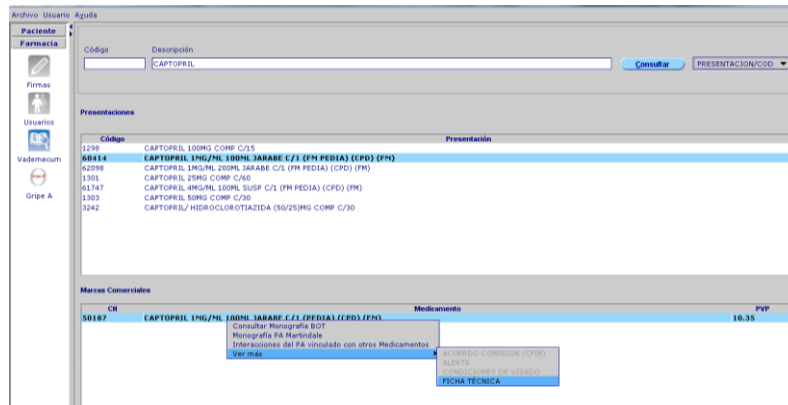 Archivo Usuario Ayuda
Paciente
Farmacia
Firmas
Usuarios
Vademecum
Gripe A
Código Descripción
CAPTOPRIL Consultar PRESENTACION/COD
Presentaciones
Código Presentación
1298 CAPTOPRIL 100MG COMP C/15
60414 CAPTOPRIL 1MG/ML 100ML JARABE C/1 (FM PEDIA) (CPD) (FM)
62098 CAPTOPRIL 1MG/ML 200ML JARABE C/1 (FM PEDIA) (CPD) (FM)
1301 CAPTOPRIL 25MG COMP C/60
61747 CAPTOPRIL 4MG/ML 100ML SUSP C/1 (FM PEDIA) (CPD) (FM)
1303 CAPTOPRIL 50MG COMP C/30
3242 CAPTOPRIL/ HIDROCLOROTIAZIDA (50/25)MG COMP C/30
Marcas Comerciales
CN Medicamento PVP
50187 CAPTOPRIL 1MG/ML 100ML JARABE C/1 (PEDIA) (CPD) (FM) 10.35
Consultar Monografía BOT
Monografía PA Martindale
Interacciones del PA vinculado con otros Medicamentos
Ver más
ACUERDO COMISION (CFIB)
ALERTA
CONDICIONES DE VISADO
FICHA TÉCNICA